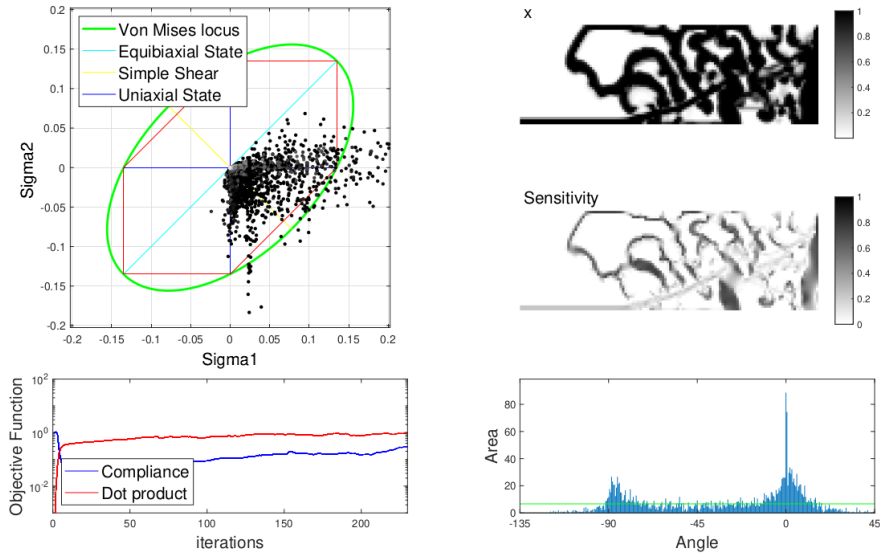 Von Mises locus
Equibiaxial State
Simple Shear
Uniaxial State
Sigma2
0.2
0.15
0.1
0.05
0
-0.05
-0.1
-0.15
-0.2
-0.2 -0.15 -0.1 -0.05 0 0.05 0.1 0.15 0.2
Sigma1
x
1
0.8
0.6
0.4
0.2
Sensitivity
1
0.8
0.6
0.4
0.2
0
Objective Function
10^2
10^0
10^-2
Compliance
Dot product
0 50 100 150 200
iterations
Area
80
60
40
20
0
-135 -90 -45 0 45
Angle